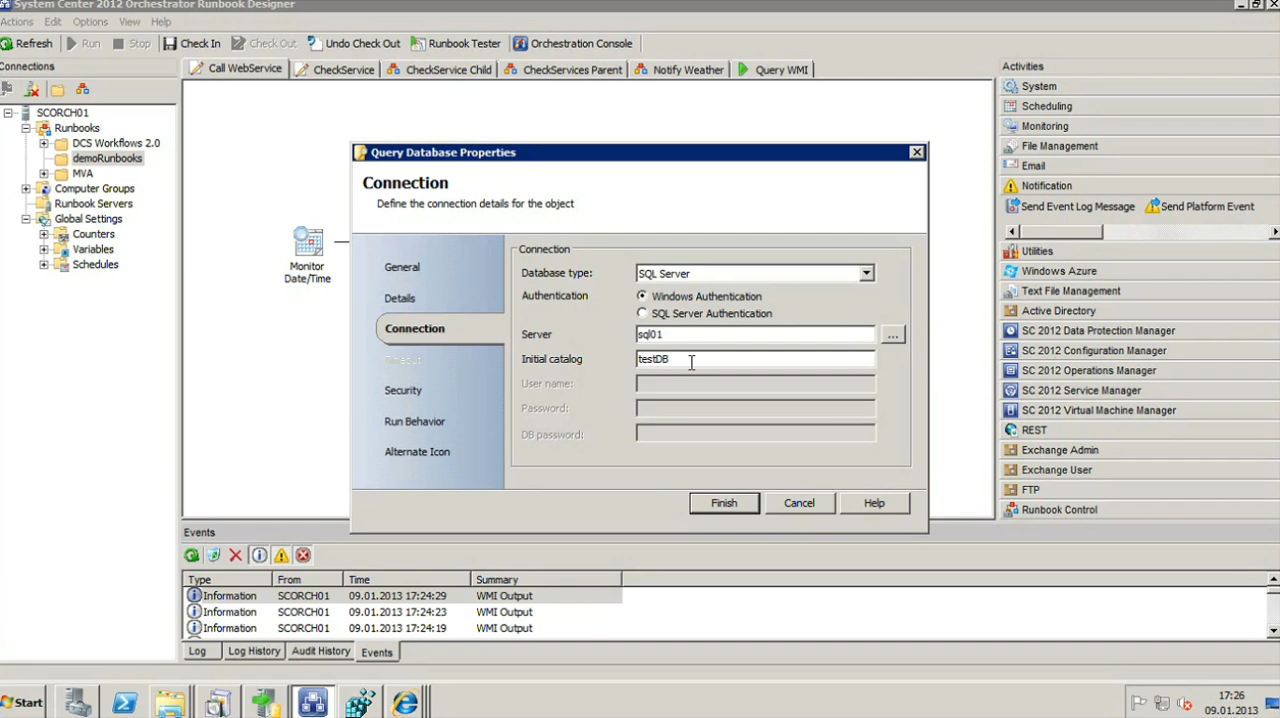 System Center 2012 Orchestrator Runbook Designer
Actions Edit Options View Help
Refresh Run Stop Check In Check Out Undo Check Out Runbook Tester Orchestration Console
Connections
SCORCH01
Runbooks
DCS Workflows 2.0
demoRunbooks
MVA
Computer Groups
Runbook Servers
Global Settings
Counters
Variables
Schedules
Call WebService CheckService CheckService Child CheckServices Parent Notify Weather Query WMI
Monitor
Date/Time
Query Database Properties
Connection
Define the connection details for the object
General
Details
Connection
Timeout
Security
Run Behavior
Alternate Icon
Connection
Database type: SQL Server
Authentication Windows Authentication
SQL Server Authentication
Server sql01 ...
Initial catalog testDB
User name:
Password:
DB password:
Finish Cancel Help
Activities
System
Scheduling
Monitoring
File Management
Email
Notification
Send Event Log Message Send Platform Event
Utilities
Windows Azure
Text File Management
Active Directory
SC 2012 Data Protection Manager
SC 2012 Configuration Manager
SC 2012 Operations Manager
SC 2012 Service Manager
SC 2012 Virtual Machine Manager
REST
Exchange Admin
Exchange User
FTP
Runbook Control
Events
Type From Time Summary
Information SCORCH01 09.01.2013 17:24:29 WMI Output
Information SCORCH01 09.01.2013 17:24:23 WMI Output
Information SCORCH01 09.01.2013 17:24:19 WMI Output
Log Log History Audit History Events
Start
17:26
09.01.2013